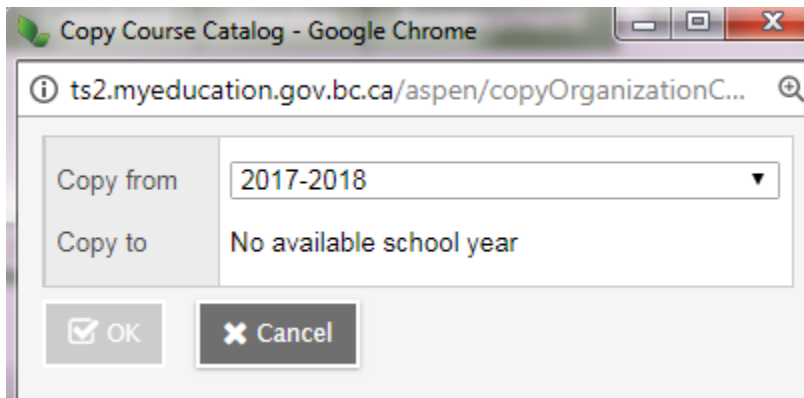 Copy Course Catalog - Google Chrome
ts2.myeducation.gov.bc.ca/aspen/copyOrganizationC...
Copy from 2017-2018
Copy to No available school year
OK Cancel